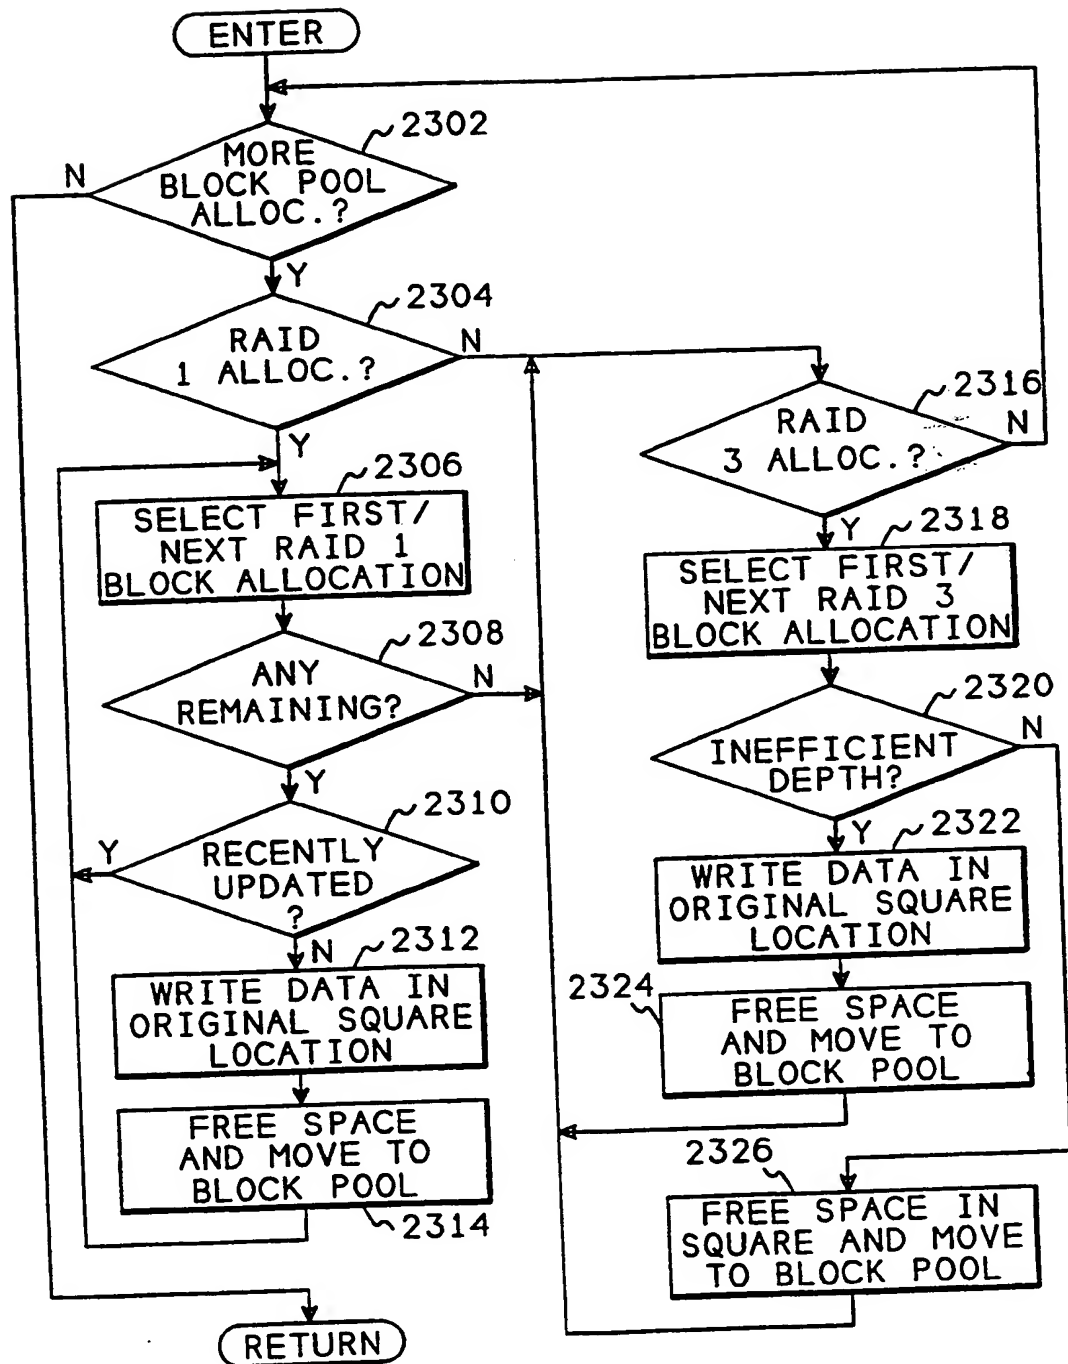 ENTER
2302
MORE
BLOCK POOL
ALLOC.?
N
Y
2304
RAID
1 ALLOC.?
N
Y
2306
SELECT FIRST/
NEXT RAID 1
BLOCK ALLOCATION
2308
ANY
REMAINING?
N
Y
2310
RECENTLY
UPDATED
?
Y
N
2312
WRITE DATA IN
ORIGINAL SQUARE
LOCATION
FREE SPACE
AND MOVE TO
BLOCK POOL
2314
RETURN
2316
RAID
3 ALLOC.?
N
Y
2318
SELECT FIRST/
NEXT RAID 3
BLOCK ALLOCATION
2320
INEFFICIENT
DEPTH?
N
Y
2322
WRITE DATA IN
ORIGINAL SQUARE
LOCATION
2324
FREE SPACE
AND MOVE TO
BLOCK POOL
2326
FREE SPACE IN
SQUARE AND MOVE
TO BLOCK POOL